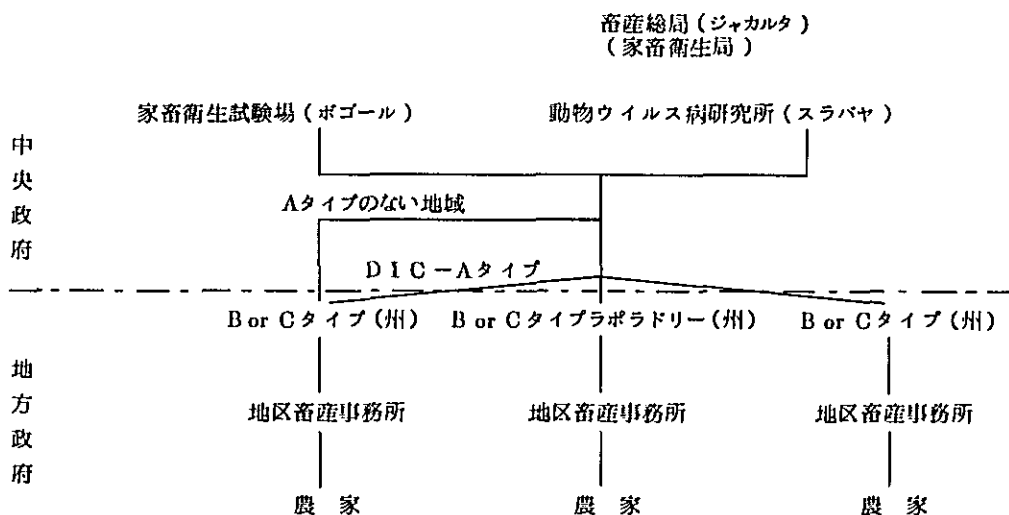 畜産総局(ジャカルタ)
(家畜衛生局)
家畜衛生試験場(ボゴール)
動物ウイルス病研究所(スラバヤ)
中央政府
Aタイプのない地域
DIC-Aタイプ
B or Cタイプ(州)
B or Cタイプラボラドリー(州)
B or Cタイプ(州)
地方政府
地区畜産事務所
地区畜産事務所
地区畜産事務所
農 家
農 家
農 家